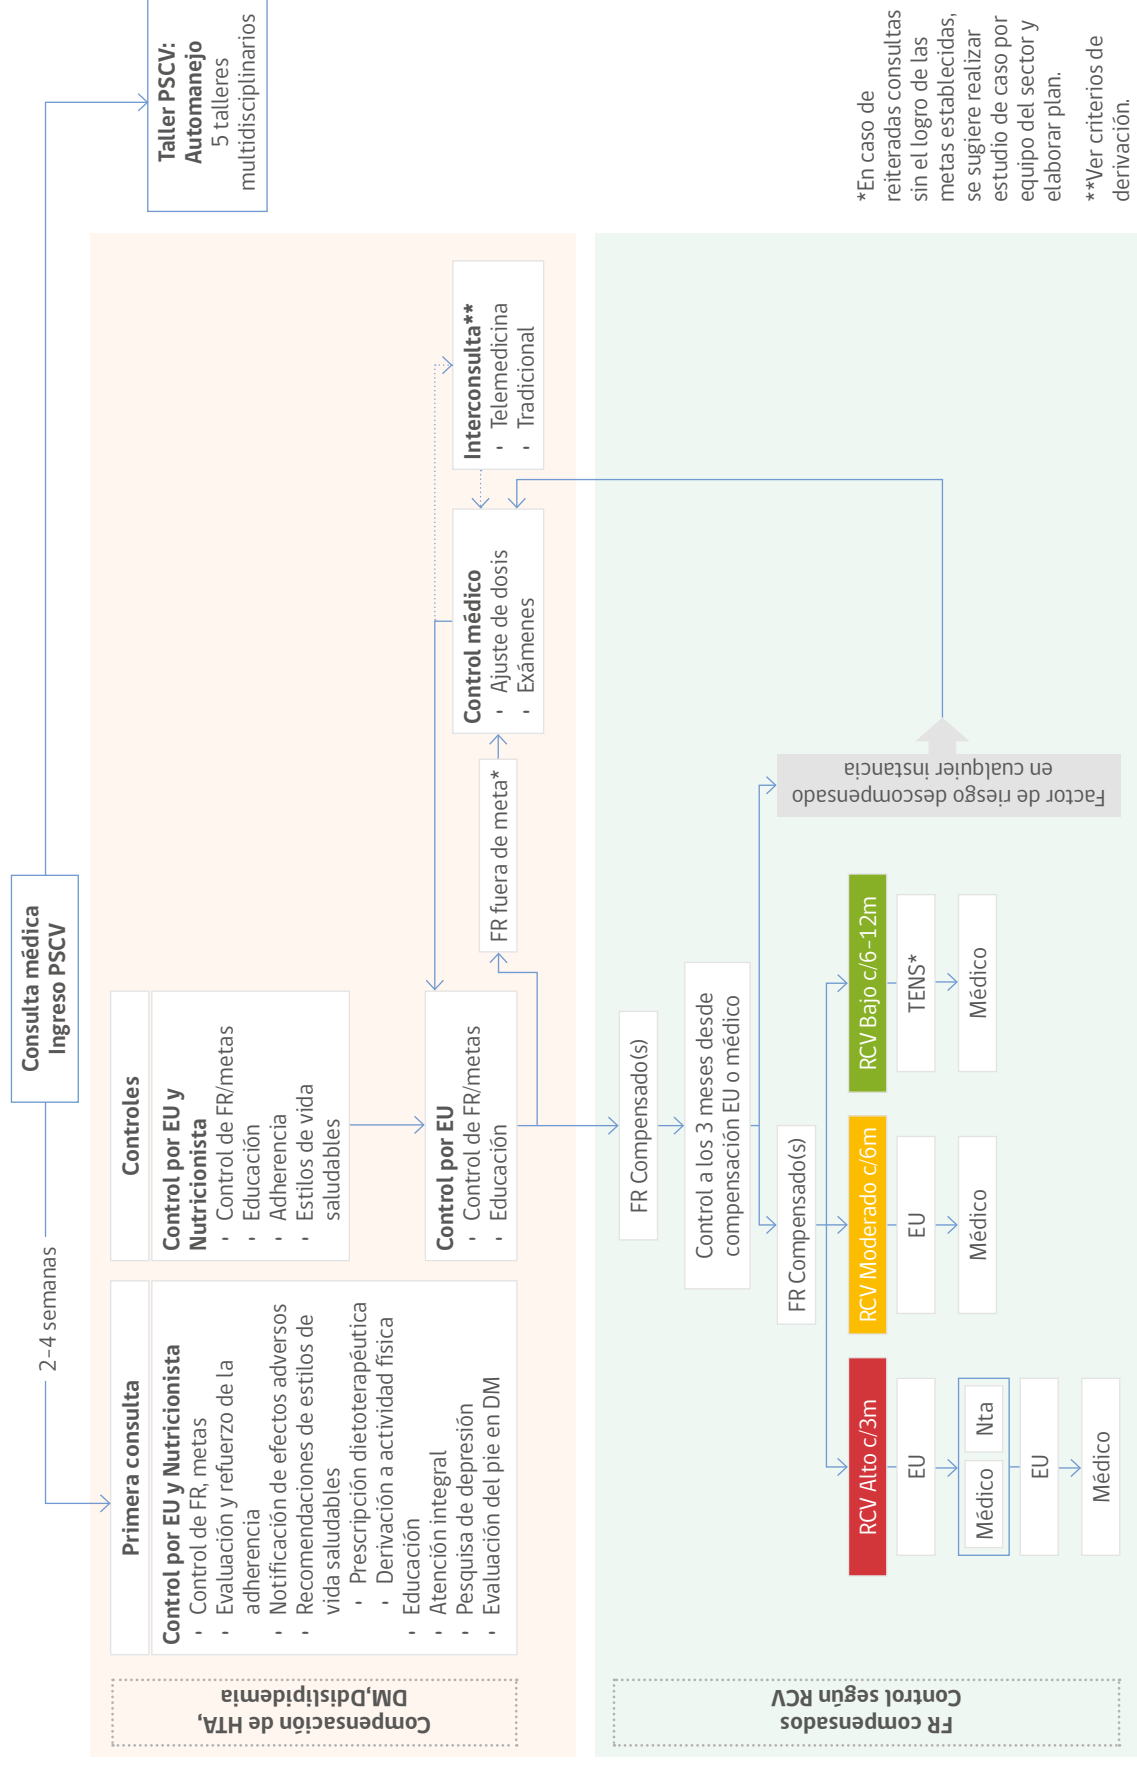 Consulta médica
Ingreso PSCV
2-4 semanas
Taller PSCV:
Automanejo
5 talleres
multidisciplinarios
Compensación de HTA,
DM,Ddislipidemia
Primera consulta
Control por EU y Nutricionista
• Control de FR, metas
• Evaluación y refuerzo de la
adherencia
• Notificación de efectos adversos
• Recomendaciones de estilos de
vida saludables
• Prescripción dietoterapéutica
• Derivación a actividad física
• Educación
• Atención integral
• Pesquisa de depresión
• Evaluación del pie en DM
Controles
Control por EU y
Nutricionista
• Control de FR/metas
• Educación
• Adherencia
• Estilos de vida
saludables
Control por EU
• Control de FR/metas
• Educación
FR fuera de meta*
Control médico
• Ajuste de dosis
• Exámenes
Interconsulta**
• Telemedicina
• Tradicional
FR compensados
Control según RCV
FR Compensado(s)
Control a los 3 meses desde
compensación EU o médico
FR Compensado(s)
Factor de riesgo descompensado
en cualquier instancia
RCV Alto c/3m
EU
Médico
Nta
EU
Médico
RCV Moderado c/6m
EU
Médico
RCV Bajo c/6-12m
TENS*
Médico
*En caso de
reiteradas consultas
sin el logro de las
metas establecidas,
se sugiere realizar
estudio de caso por
equipo del sector y
elaborar plan.
**Ver criterios de
derivación.